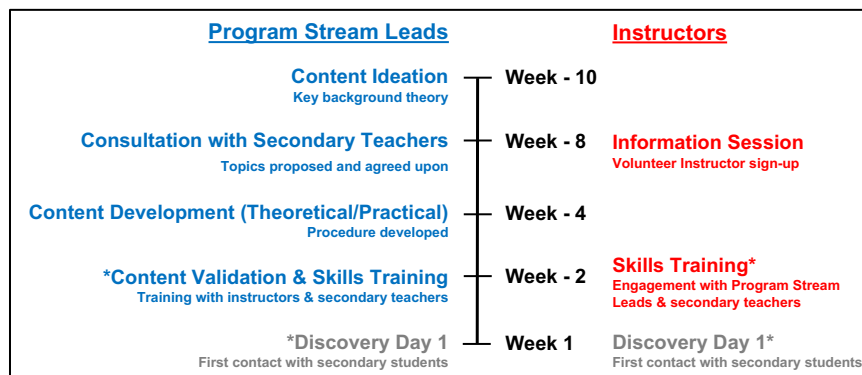 Program Stream Leads
Instructors
Content Ideation
Key background theory
Week - 10
Consultation with Secondary Teachers
Topics proposed and agreed upon
Week - 8
Information Session
Volunteer Instructor sign-up
Content Development (Theoretical/Practical)
Procedure developed
Week - 4
*Content Validation & Skills Training
Training with instructors & secondary teachers
Week - 2
Skills Training*
Engagement with Program Stream
Leads & secondary teachers
*Discovery Day 1
First contact with secondary students
Week 1
Discovery Day 1*
First contact with secondary students